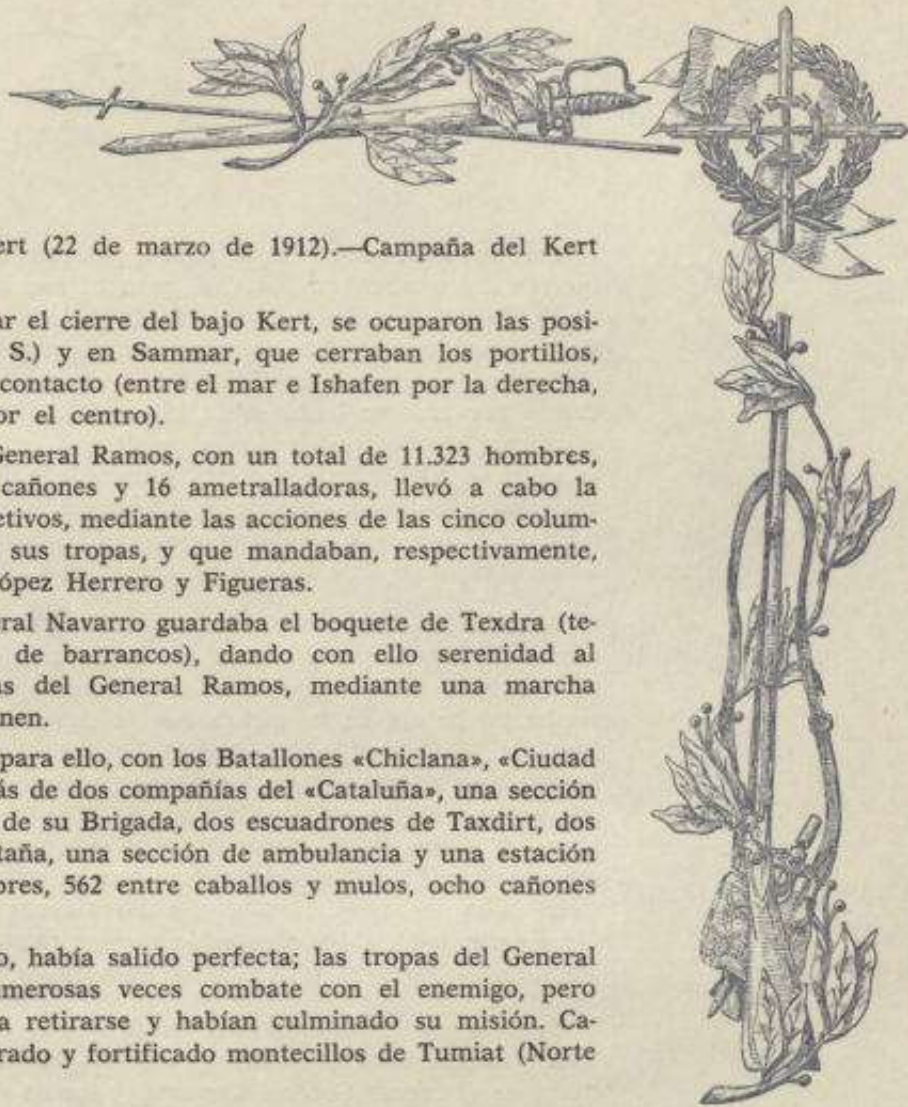 ert (22 de marzo de 1912).—Campaña del Kert
ar el cierre del bajo Kert, se ocuparon las posi-
S.) y en Sammar, que cerraban los portillos,
contacto (entre el mar e Ishafen por la derecha,
or el centro).
General Ramos, con un total de 11.323 hombres,
cañones y 16 ametralladoras, llevó a cabo la
etivos, mediante las acciones de las cinco colum-
sus tropas, y que mandaban, respectivamente,
ópez Herrero y Figueras.
eral Navarro guardaba el boquete de Texdra (te-
de barrancos), dando con ello serenidad al
as del General Ramos, mediante una marcha
nen.
para ello, con los Batallones «Chiclana», «Ciudad
ás de dos compañías del «Cataluña», una sección
de su Brigada, dos escuadrones de Taxdirt, dos
taña, una sección de ambulancia y una estación
bres, 562 entre caballos y mulos, ocho cañones
o, había salido perfecta; las tropas del General
umerosas veces combate con el enemigo, pero
a retirarse y habían culminado su misión. Ca-
rado y fortificado montecillos de Tumiat (Norte